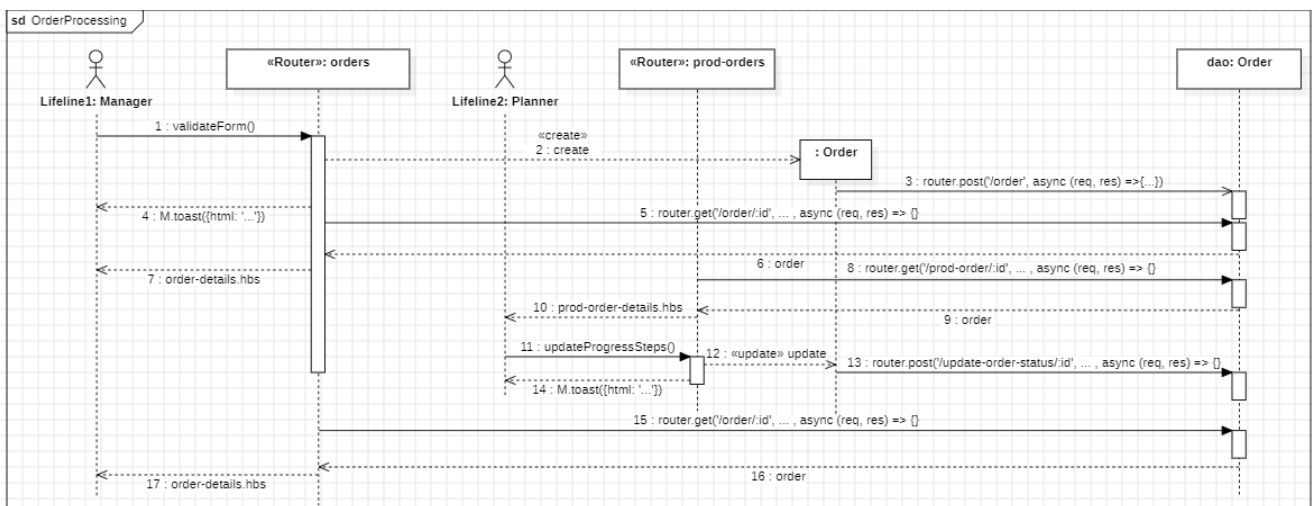 sd OrderProcessing
«Router»: orders
«Router»: prod-orders
dao: Order
Lifeline1: Manager
Lifeline2: Planner
1 : validateForm()
«create»
2 : create
: Order
3 : router.post('/order', async (req, res) =>{...})
4 : M.toast({html: '...'})
5 : router.get('/order/:id', ... , async (req, res) => {}
6 : order
7 : order-details.hbs
8 : router.get('/prod-order/:id', ... , async (req, res) => {}
9 : order
10 : prod-order-details.hbs
11 : updateProgressSteps()
12 : «update» update
13 : router.post('/update-order-status/:id', ... , async (req, res) => {}
14 : M.toast({html: '...'})
15 : router.get('/order/:id', ... , async (req, res) => {}
16 : order
17 : order-details.hbs